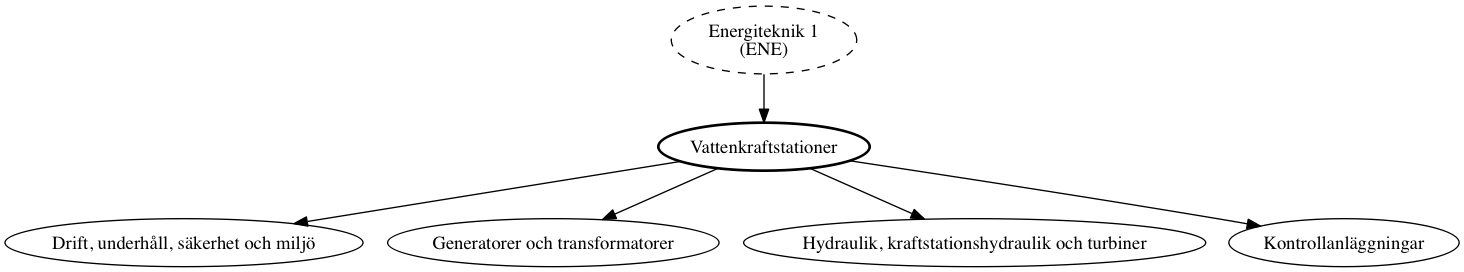 Energiteknik 1
(ENE)
Vattenkraftstationer
Drift, underhåll, säkerhet och miljö
Generatorer och transformatorer
Hydraulik, kraftstationshydraulik och turbiner
Kontrollanläggningar